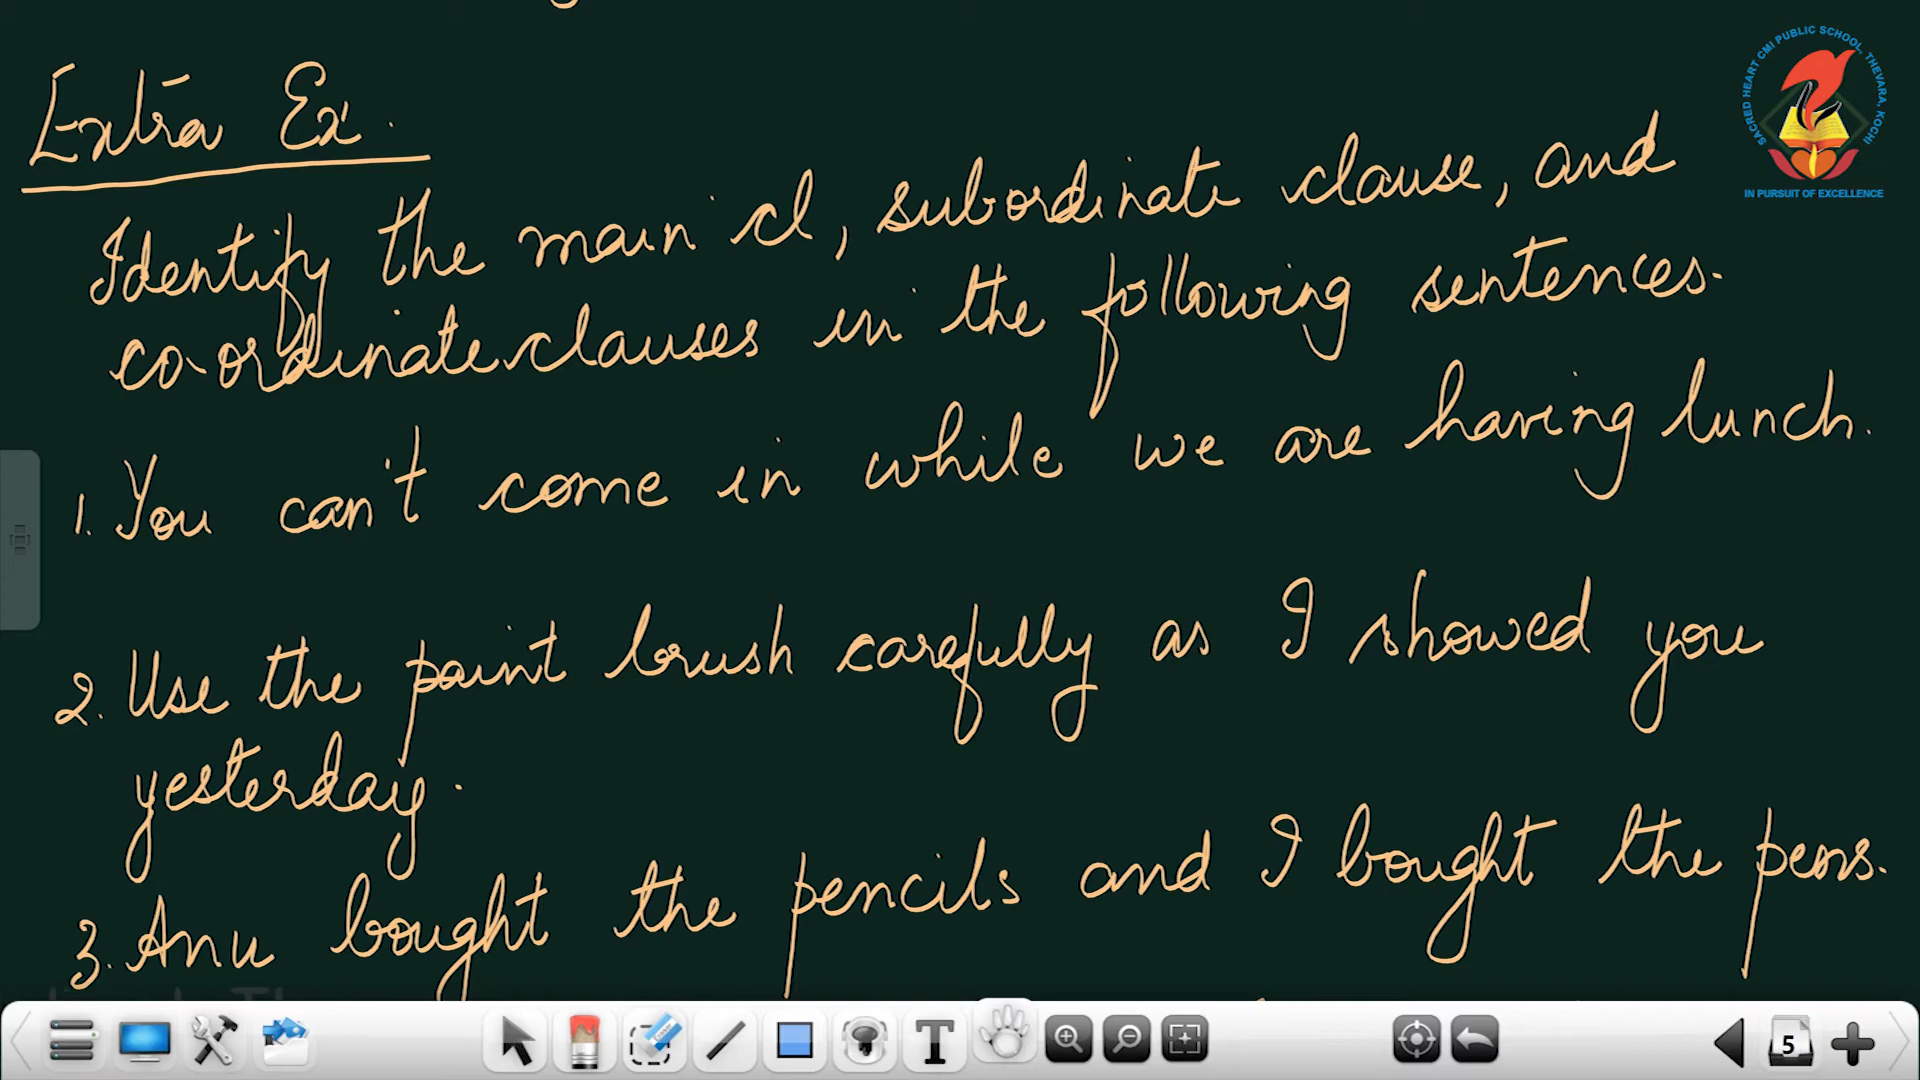 Extra Ex.
Identify the main cl, subordinate clause, and
co-ordinate clauses in the following sentences.
1. You can't come in while we are having lunch.
2. Use the paint brush carefully as I showed you
yesterday.
3. Anu bought the pencils and I bought the pens.
SACRED HEART CMI PUBLIC SCHOOL, THEVARA, KOCHI
IN PURSUIT OF EXCELLENCE
T
5